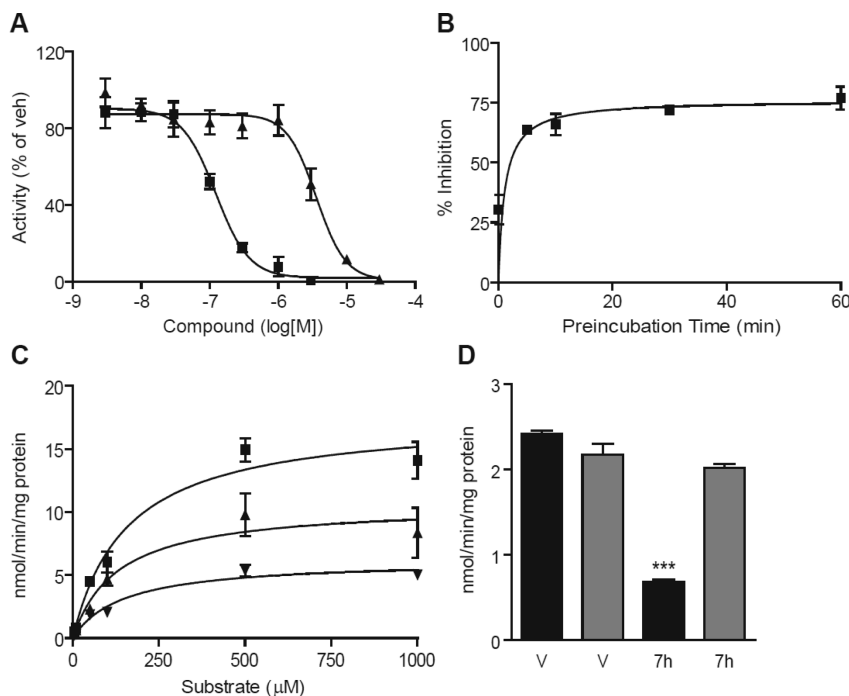 A
Activity (% of veh)
120
80
40
0
-9 -8 -7 -6 -5 -4
Compound (log[M])
B
% Inhibition
100
75
50
25
0
0 20 40 60
Preincubation Time (min)
C
nmol/min/mg protein
20
15
10
5
0
0 250 500 750 1000
Substrate (µM)
D
nmol/min/mg protein
3
2
1
0
***
V V 7h 7h